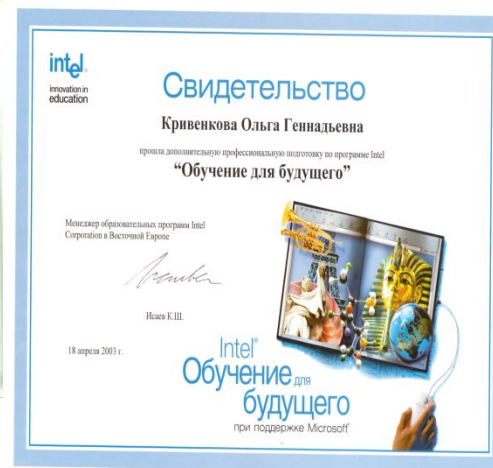 intel.
innovation in
education
Свидетельство
Кривенкова Ольга Геннадьевна
прошла дополнительную профессиональную подготовку по программе Intel
“Обучение для будущего”
Менеджер образовательных программ Intel
Corporation в Восточной Европе
Исаев К.Ш.
18 апреля 2003 г.
Intel®
Обучение для
будущего
при поддержке Microsoft®